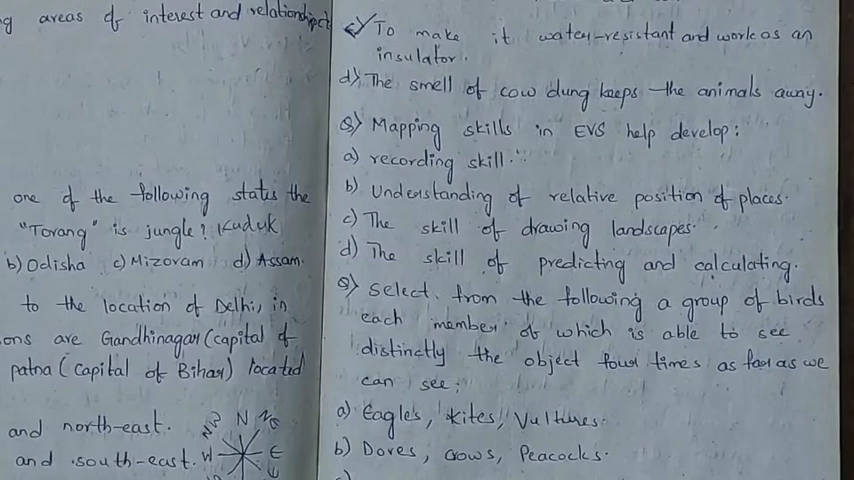 g areas of interest and relationship
one of the following states the
"Torang" is jungle? Kuduk
b) Odisha c) Mizoram d) Assam.
to the location of Delhi, in
ons are Gandhinagar (capital of
patna (capital of Bihar) located
and north-east.
and south-east.
N NE
NW
W E
c) To make it water-resistant and work as an
insulator.
d) The smell of cow dung keeps the animals away.
Q) Mapping skills in EVS help develop:
a) recording skill.
b) Understanding of relative position of places.
c) The skill of drawing landscapes.
d) The skill of predicting and calculating.
Q) select from the following a group of birds
each member of which is able to see
distinctly the object four times as far as we
can see:
a) Eagles, kites, Vultures.
b) Doves, crows, Peacocks.